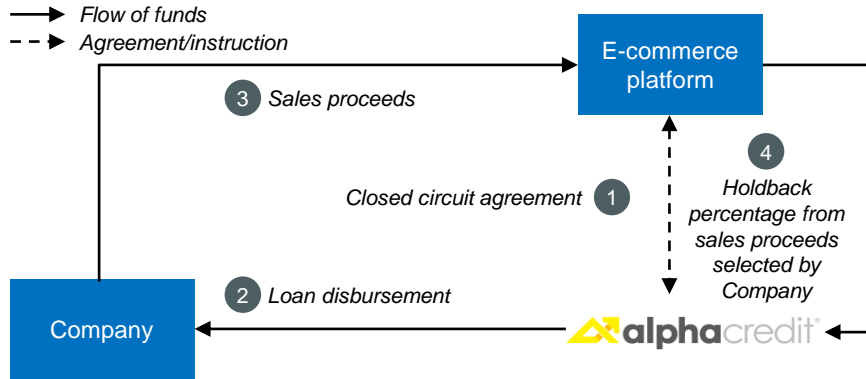 Flow of funds
Agreement/instruction
E-commerce
platform
3 Sales proceeds
4
Closed circuit agreement 1
Holdback
percentage from
sales proceeds
selected by
Company
2 Loan disbursement
Company
alphacredit®